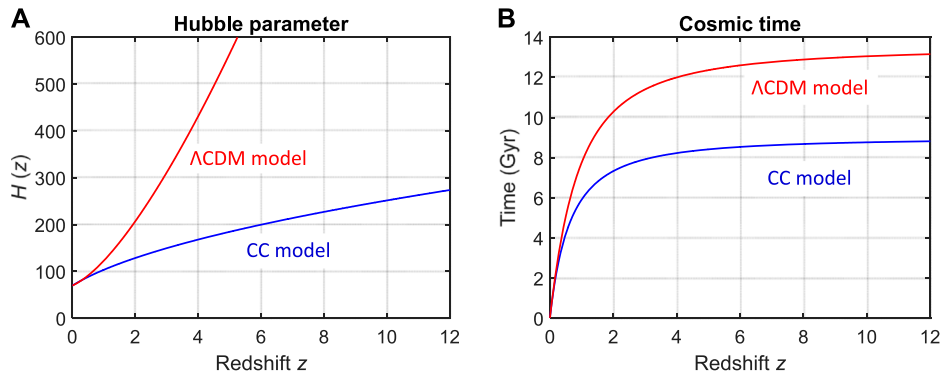 A
Hubble parameter
600
500
400
300
200
100
0
H (z)
ΛCDM model
CC model
0 2 4 6 8 10 12
Redshift z
B
Cosmic time
14
12
10
8
6
4
2
0
Time (Gyr)
ΛCDM model
CC model
0 2 4 6 8 10 12
Redshift z